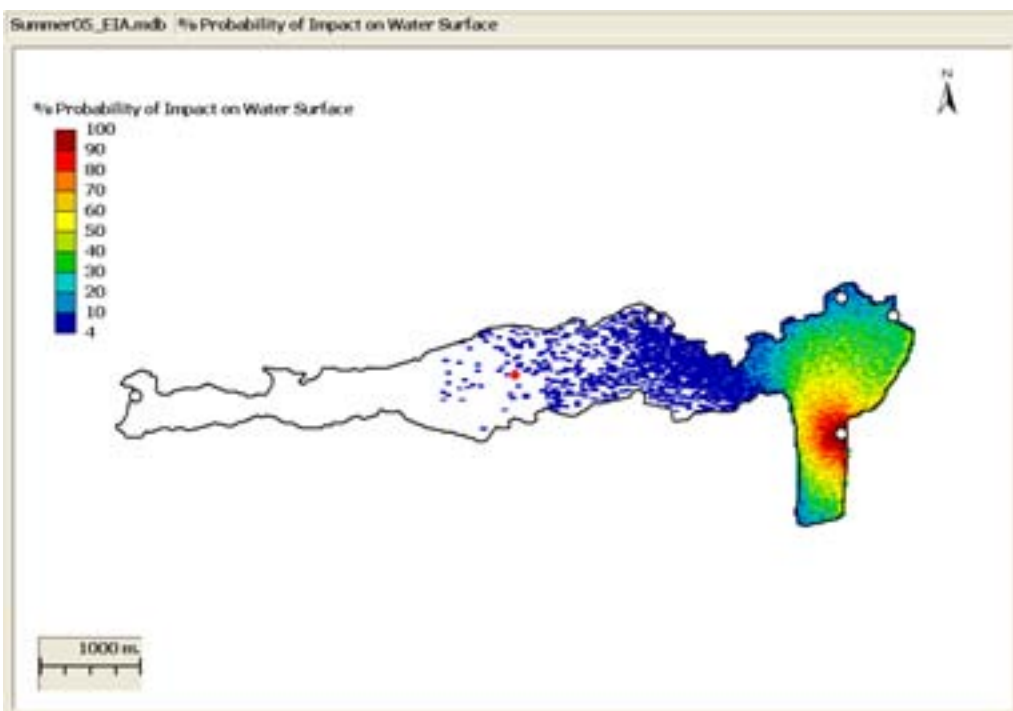 Summer05_EIA.mdb % Probability of Impact on Water Surface
N
% Probability of Impact on Water Surface
100
90
80
70
60
50
40
30
20
10
4
1000 m.